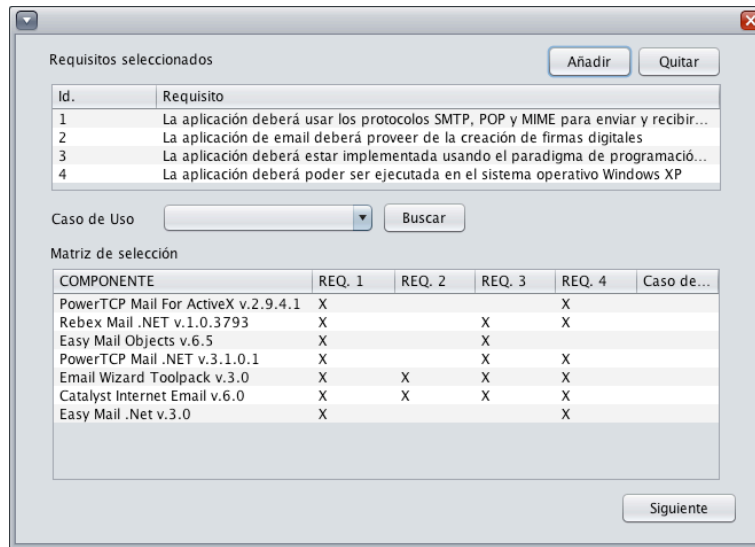 Requisitos seleccionados Añadir Quitar
Id. Requisito
1 La aplicación deberá usar los protocolos SMTP, POP y MIME para enviar y recibir...
2 La aplicación de email deberá proveer de la creación de firmas digitales
3 La aplicación deberá estar implementada usando el paradigma de programació...
4 La aplicación deberá poder ser ejecutada en el sistema operativo Windows XP
Caso de Uso Buscar
Matriz de selección
COMPONENTE REQ. 1 REQ. 2 REQ. 3 REQ. 4 Caso de...
PowerTCP Mail For ActiveX v.2.9.4.1 X X
Rebex Mail .NET v.1.0.3793 X X X
Easy Mail Objects v.6.5 X X
PowerTCP Mail .NET v.3.1.0.1 X X X
Email Wizard Toolpack v.3.0 X X X X
Catalyst Internet Email v.6.0 X X X X
Easy Mail .Net v.3.0 X X
Siguiente